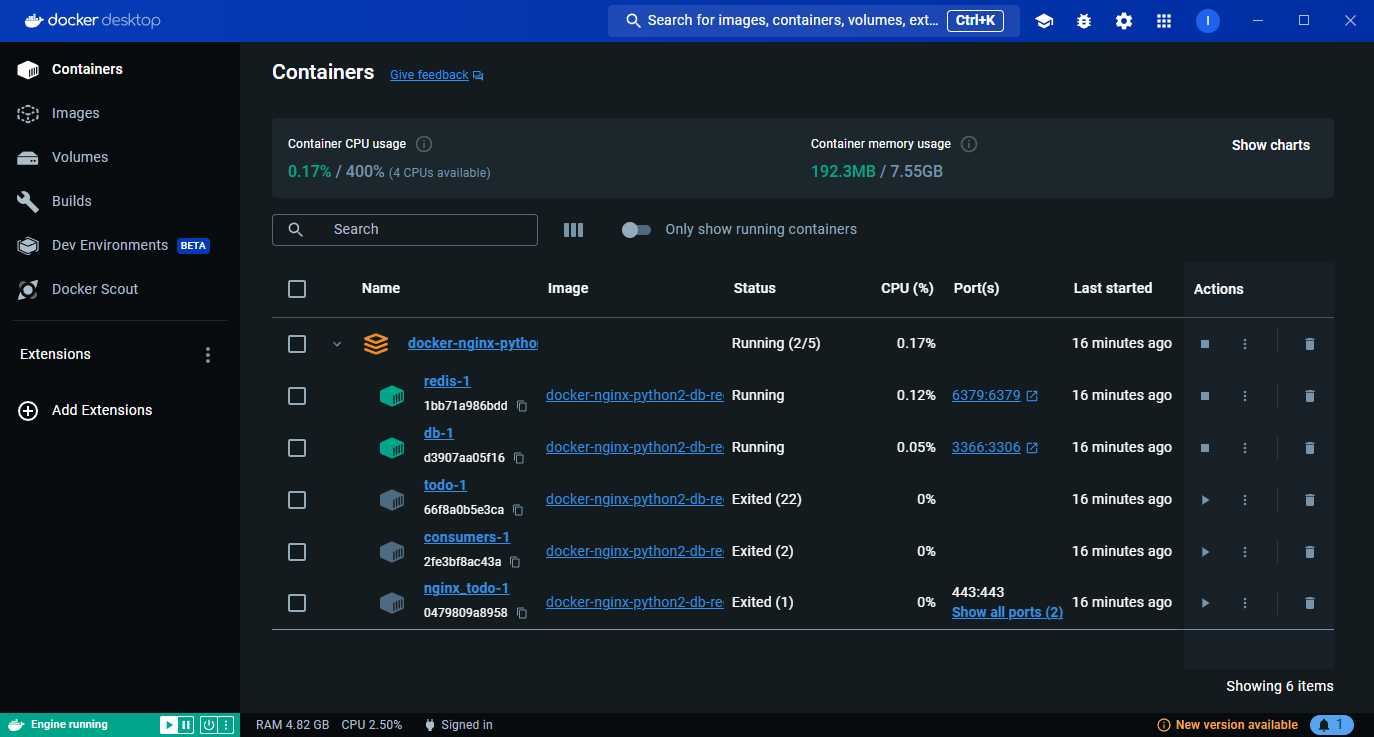 docker desktop
Search for images, containers, volumes, ext... Ctrl+K
I
Containers
Images
Volumes
Builds
Dev Environments BETA
Docker Scout
Extensions
Add Extensions
Containers Give feedback
Container CPU usage
0.17% / 400% (4 CPUs available)
Container memory usage
192.3MB / 7.55GB
Show charts
Search
Only show running containers
Name Image Status CPU (%) Port(s) Last started Actions
docker-nginx-pytho Running (2/5) 0.17% 16 minutes ago
redis-1
1bb71a986bdd
docker-nginx-python2-db-re Running 0.12% 6379:6379 16 minutes ago
db-1
d3907aa05f16
docker-nginx-python2-db-re Running 0.05% 3366:3306 16 minutes ago
todo-1
66f8a0b5e3ca
docker-nginx-python2-db-re Exited (22) 0% 16 minutes ago
consumers-1
2fe3bf8ac43a
docker-nginx-python2-db-re Exited (2) 0% 16 minutes ago
nginx_todo-1
0479809a8958
docker-nginx-python2-db-re Exited (1) 0%
443:443
Show all ports (2)
16 minutes ago
Showing 6 items
Engine running
RAM 4.82 GB CPU 2.50% Signed in
New version available 1